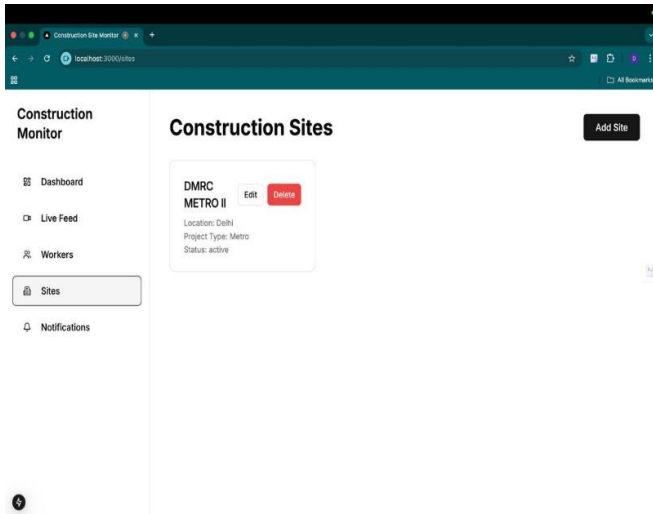 Construction Site Monitor
localhost:3000/sites
All Bookmarks
Construction
Monitor
Dashboard
Live Feed
Workers
Sites
Notifications
Construction Sites
Add Site
DMRC
METRO II
Edit
Delete
Location: Delhi
Project Type: Metro
Status: active